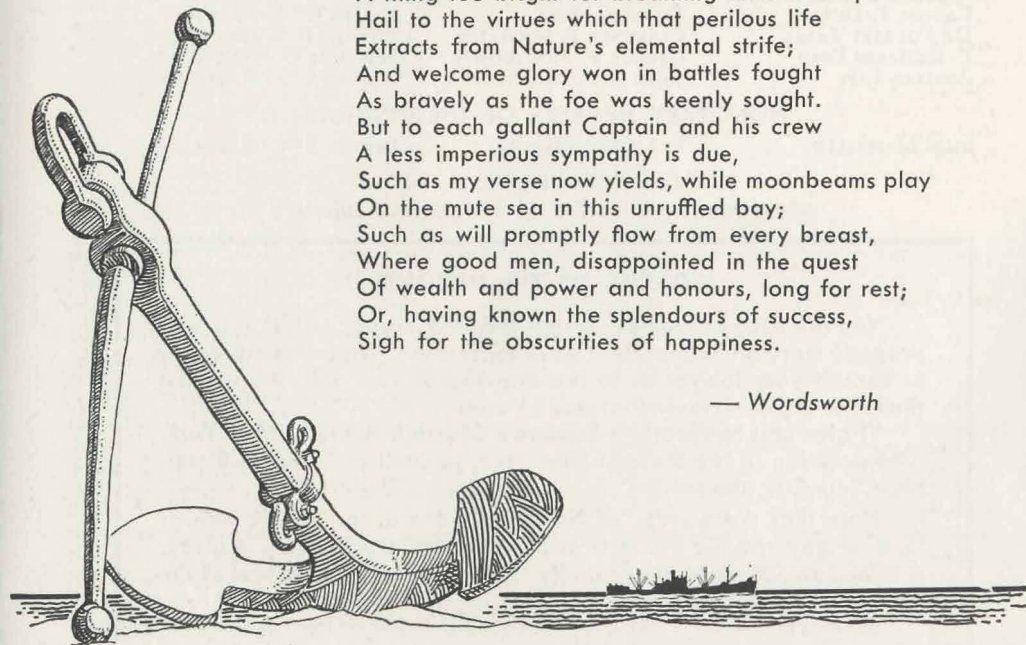 Hail to the virtues which that perilous life
Extracts from Nature's elemental strife;
And welcome glory won in battles fought
As bravely as the foe was keenly sought.
But to each gallant Captain and his crew
A less imperious sympathy is due,
Such as my verse now yields, while moonbeams play
On the mute sea in this unruffled bay;
Such as will promptly flow from every breast,
Where good men, disappointed in the quest
Of wealth and power and honours, long for rest;
Or, having known the splendours of success,
Sigh for the obscurities of happiness.
— Wordsworth